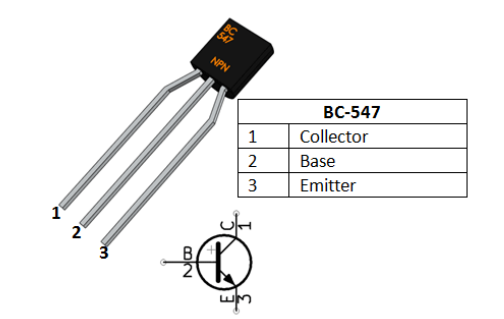 BC
547
NPN
BC-547
1 Collector
2 Base
3 Emitter
1
2
3
C
1
B
2
E
3